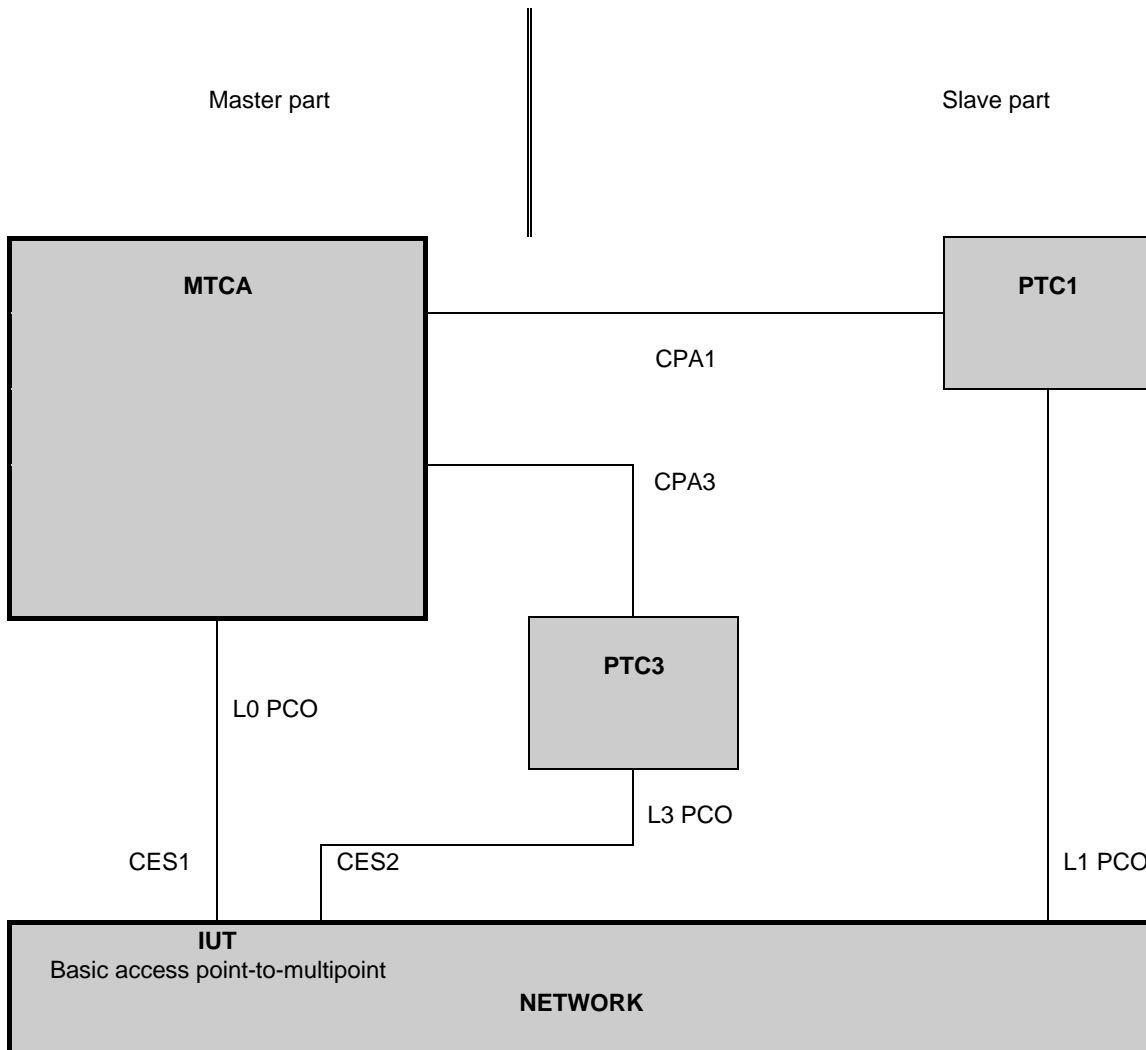 Master part
Slave part
MTCA
PTC1
CPA1
CPA3
PTC3
L0 PCO
L3 PCO
CES1
CES2
L1 PCO
IUT
Basic access point-to-multipoint
NETWORK